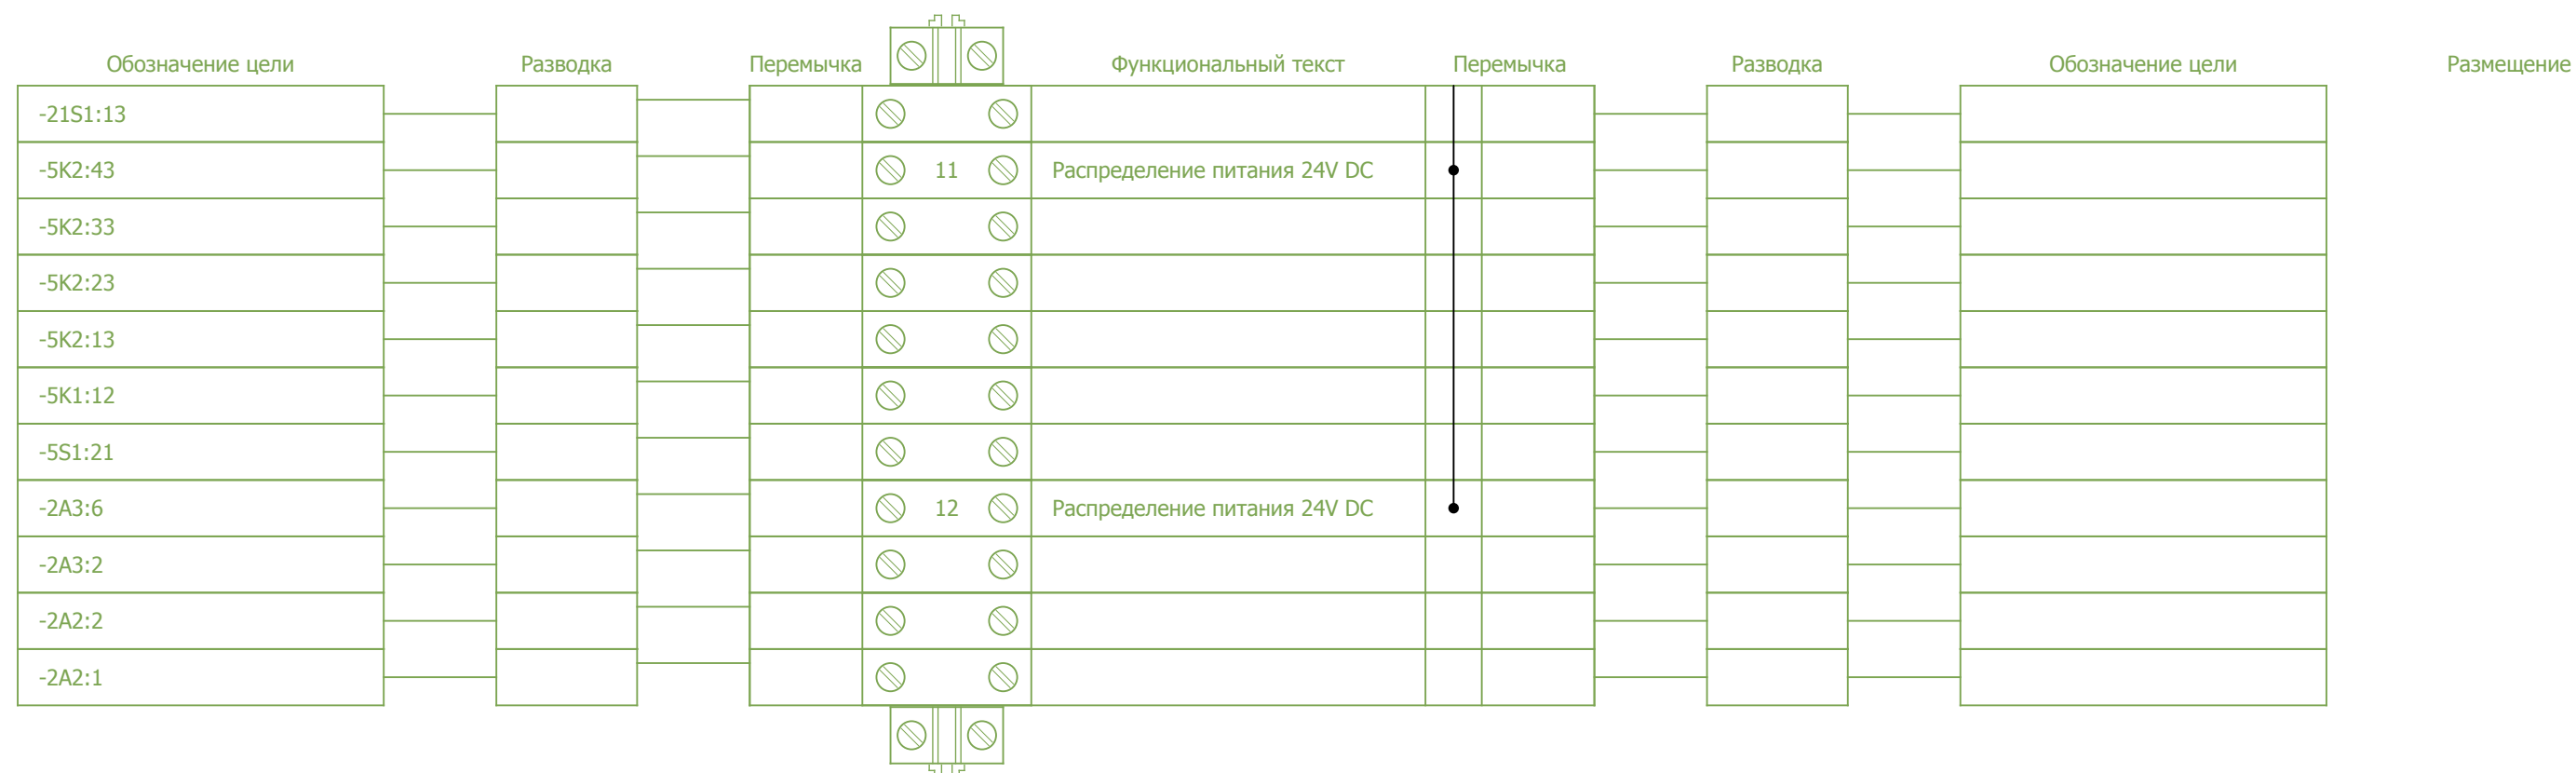 Обозначение цели Разводка Перемычка Функциональный текст Перемычка Разводка Обозначение цели Размещение
-21S1:13
-5K2:43 11 Распределение питания 24V DC
-5K2:33
-5K2:23
-5K2:13
-5K1:12
-5S1:21
-2A3:6 12 Распределение питания 24V DC
-2A3:2
-2A2:2
-2A2:1